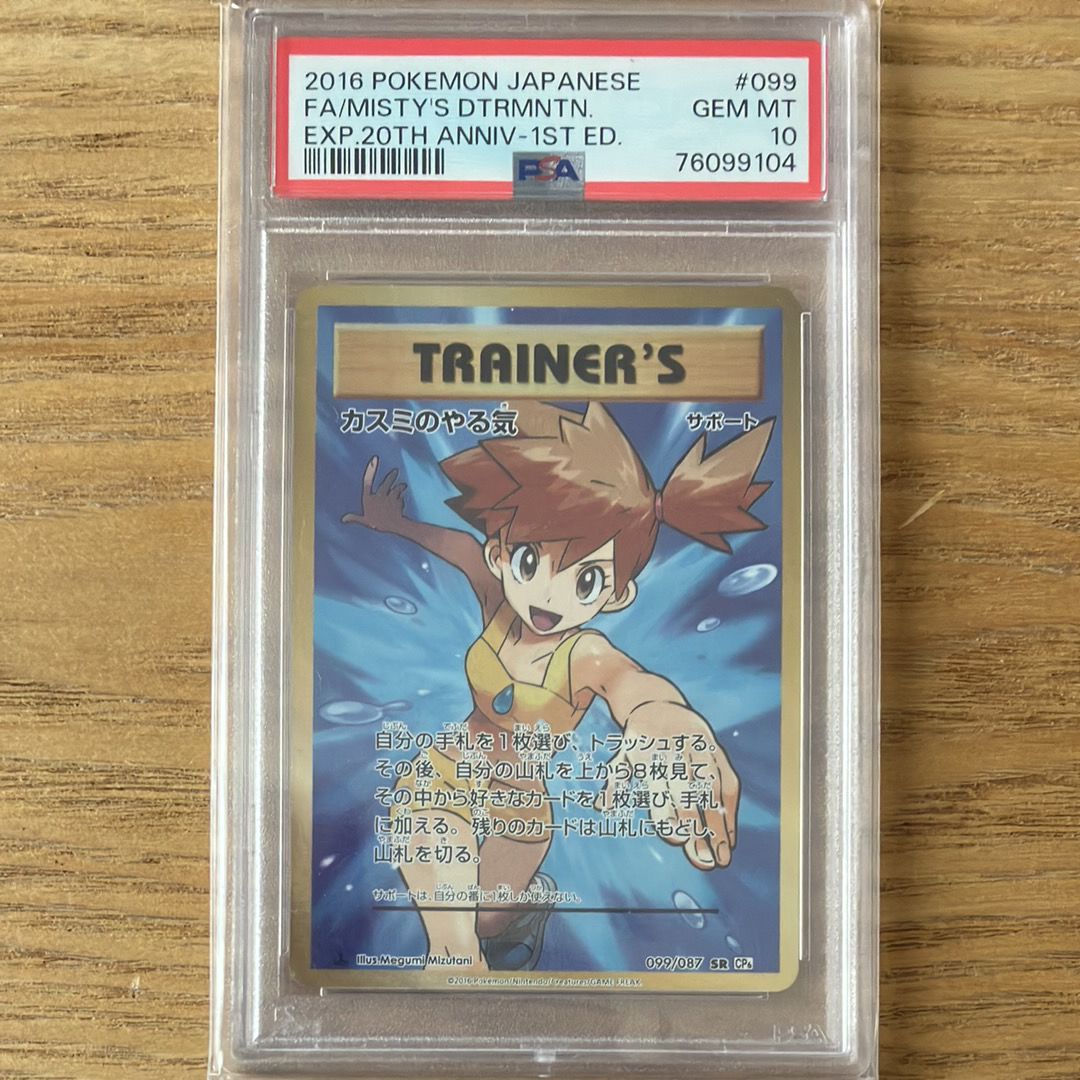 2016 POKEMON JAPANESE #099
FA/MISTY'S DTRMNTN. GEM MT
EXP.20TH ANNIV-1ST ED. 10
PSA 76099104
TRAINER'S
カスミのやる気 サポート
自分の手札を1枚選び、トラッシュする。
その後、自分の山札を上から8枚見て、
その中から好きなカードを1枚選び、手札
に加える。残りのカードは山札にもどし、
山札を切る。
サポートは、自分の番に1枚しか使えない。
Illus.Megumi Mizutani 099/087 SR CP6
©2016 Pokémon/Nintendo/Creatures/GAME FREAK.
PSA